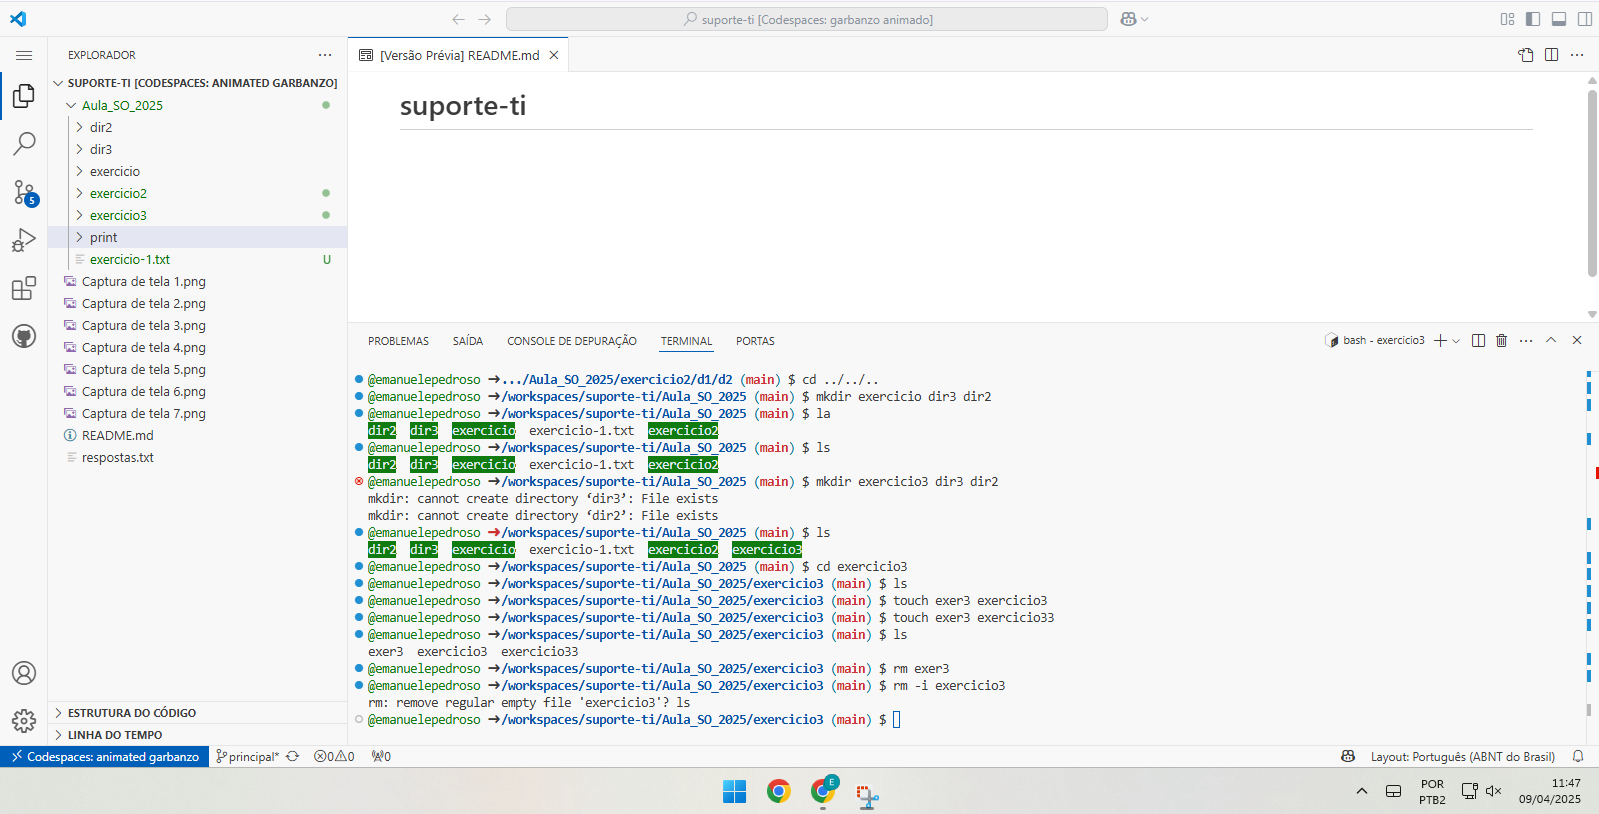 suporte-ti [Codespaces: garbanzo animado]
EXPLORADOR
SUPORTE-TI [CODESPACES: ANIMATED GARBANZO]
Aula_SO_2025
dir2
dir3
exercicio
exercicio2
exercicio3
print
exercicio-1.txt U
Captura de tela 1.png
Captura de tela 2.png
Captura de tela 3.png
Captura de tela 4.png
Captura de tela 5.png
Captura de tela 6.png
Captura de tela 7.png
README.md
respostas.txt
5
ESTRUTURA DO CÓDIGO
LINHA DO TEMPO
[Versão Prévia] README.md
suporte-ti
PROBLEMAS SAÍDA CONSOLE DE DEPURAÇÃO TERMINAL PORTAS
bash - exercicio3
@emanuelepedroso ➜.../Aula_SO_2025/exercicio2/d1/d2 (main) $ cd ../../..
@emanuelepedroso ➜/workspaces/suporte-ti/Aula_SO_2025 (main) $ mkdir exercicio dir3 dir2
@emanuelepedroso ➜/workspaces/suporte-ti/Aula_SO_2025 (main) $ la
dir2 dir3 exercicio exercicio-1.txt exercicio2
@emanuelepedroso ➜/workspaces/suporte-ti/Aula_SO_2025 (main) $ ls
dir2 dir3 exercicio exercicio-1.txt exercicio2
@emanuelepedroso ➜/workspaces/suporte-ti/Aula_SO_2025 (main) $ mkdir exercicio3 dir3 dir2
mkdir: cannot create directory ‘dir3’: File exists
mkdir: cannot create directory ‘dir2’: File exists
@emanuelepedroso ➜/workspaces/suporte-ti/Aula_SO_2025 (main) $ ls
dir2 dir3 exercicio exercicio-1.txt exercicio2 exercicio3
@emanuelepedroso ➜/workspaces/suporte-ti/Aula_SO_2025 (main) $ cd exercicio3
@emanuelepedroso ➜/workspaces/suporte-ti/Aula_SO_2025/exercicio3 (main) $ ls
@emanuelepedroso ➜/workspaces/suporte-ti/Aula_SO_2025/exercicio3 (main) $ touch exer3 exercicio3
@emanuelepedroso ➜/workspaces/suporte-ti/Aula_SO_2025/exercicio3 (main) $ touch exer3 exercicio33
@emanuelepedroso ➜/workspaces/suporte-ti/Aula_SO_2025/exercicio3 (main) $ ls
exer3 exercicio3 exercicio33
@emanuelepedroso ➜/workspaces/suporte-ti/Aula_SO_2025/exercicio3 (main) $ rm exer3
@emanuelepedroso ➜/workspaces/suporte-ti/Aula_SO_2025/exercicio3 (main) $ rm -i exercicio3
rm: remove regular empty file 'exercicio3'? ls
@emanuelepedroso ➜/workspaces/suporte-ti/Aula_SO_2025/exercicio3 (main) $
Codespaces: animated garbanzo principal* 0 0 0 Layout: Português (ABNT do Brasil)
E
POR
PTB2
11:47
09/04/2025